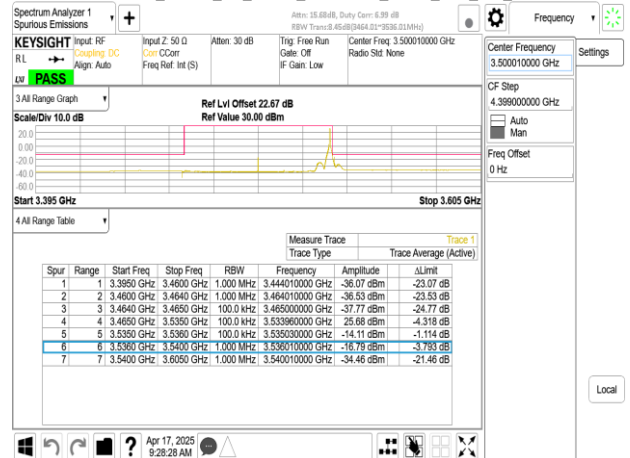 Spectrum Analyzer 1
Spurious Emissions
Attn: 15.68dB, Duty Corr: 6.99 dB
RBW Trans:8.45dB(3464.01~3536.01MHz)
Frequency
KEYSIGHT
R L
LXI
PASS
Input: RF
Coupling: DC
Align: Auto
Input Z: 50 Ω
Corr CCorr
Freq Ref: Int (S)
Atten: 30 dB
Trig: Free Run
Gate: Off
IF Gain: Low
Center Freq: 3.500010000 GHz
Radio Std: None
Center Frequency
3.500010000 GHz
Settings
CF Step
4.399000000 GHz
Auto
Man
Freq Offset
0 Hz
3 All Range Graph
Scale/Div 10.0 dB
Ref Lvl Offset 22.67 dB
Ref Value 30.00 dBm
20.0
0.00
-20.0
-40.0
-60.0
Start 3.395 GHz
Stop 3.605 GHz
4 All Range Table
Measure Trace Trace 1
Trace Type Trace Average (Active)
Spur Range Start Freq Stop Freq RBW Frequency Amplitude ΔLimit
1 1 3.3950 GHz 3.4600 GHz 1.000 MHz 3.444010000 GHz -36.07 dBm -23.07 dB
2 2 3.4600 GHz 3.4640 GHz 1.000 MHz 3.464010000 GHz -36.53 dBm -23.53 dB
3 3 3.4640 GHz 3.4650 GHz 100.0 kHz 3.465000000 GHz -37.77 dBm -24.77 dB
4 4 3.4650 GHz 3.5350 GHz 100.0 kHz 3.533960000 GHz 25.68 dBm -4.318 dB
5 5 3.5350 GHz 3.5360 GHz 100.0 kHz 3.535030000 GHz -14.11 dBm -1.114 dB
6 6 3.5360 GHz 3.5400 GHz 1.000 MHz 3.536010000 GHz -16.79 dBm -3.793 dB
7 7 3.5400 GHz 3.6050 GHz 1.000 MHz 3.540010000 GHz -34.46 dBm -21.46 dB
Local
Apr 17, 2025
9:28:28 AM